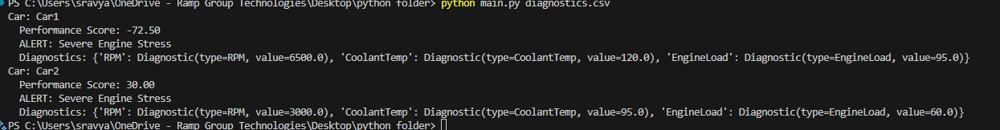 PS C:\Users\sravya\OneDrive - Ramp Group Technologies\Desktop\python folder> python main.py diagnostics.csv
Car: Car1
  Performance Score: -72.50
  ALERT: Severe Engine Stress
  Diagnostics: {'RPM': Diagnostic(type=RPM, value=6500.0), 'CoolantTemp': Diagnostic(type=CoolantTemp, value=120.0), 'EngineLoad': Diagnostic(type=EngineLoad, value=95.0)}
Car: Car2
  Performance Score: 30.00
  ALERT: Severe Engine Stress
  Diagnostics: {'RPM': Diagnostic(type=RPM, value=3000.0), 'CoolantTemp': Diagnostic(type=CoolantTemp, value=95.0), 'EngineLoad': Diagnostic(type=EngineLoad, value=60.0)}
PS C:\Users\sravya\OneDrive - Ramp Group Technologies\Desktop\python folder>